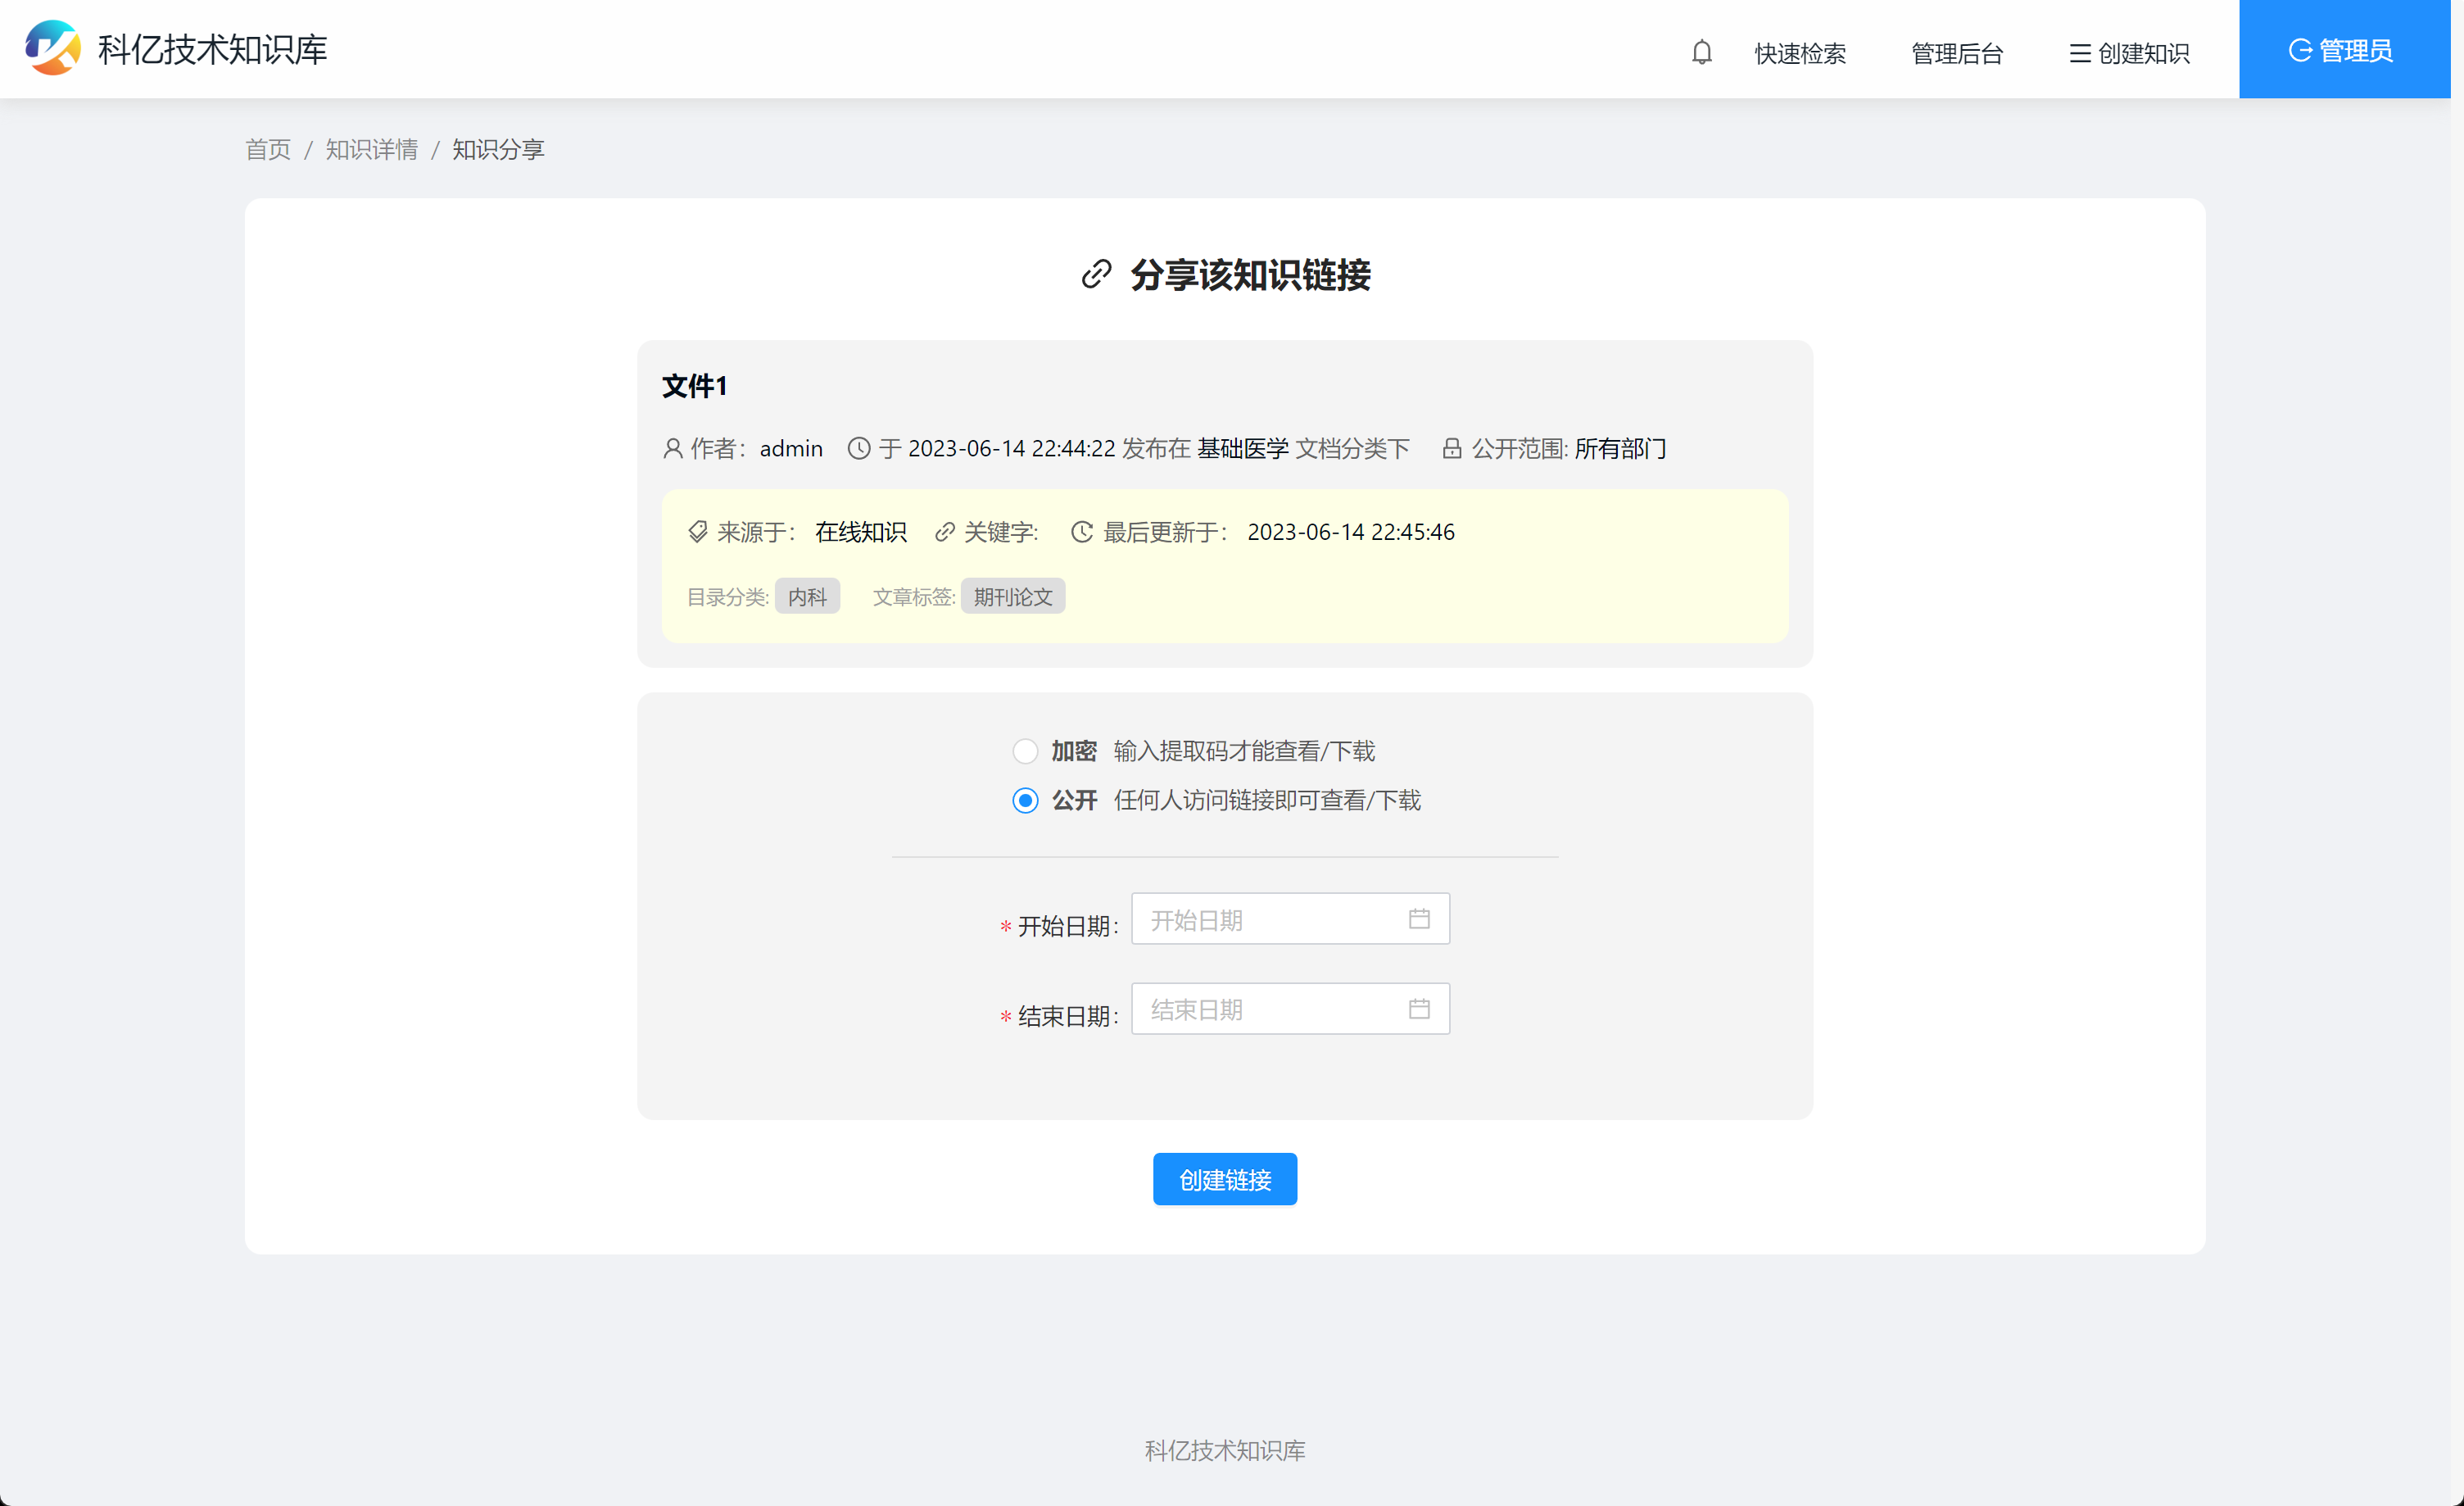 科亿技术知识库
快速检索 管理后台 创建知识 管理员
首页 / 知识详情 / 知识分享
分享该知识链接
文件1
作者： admin 于 2023-06-14 22:44:22 发布在 基础医学 文档分类下 公开范围: 所有部门
来源于： 在线知识 关键字: 最后更新于： 2023-06-14 22:45:46
目录分类: 内科 文章标签: 期刊论文
加密 输入提取码才能查看/下载
公开 任何人访问链接即可查看/下载
* 开始日期: 开始日期
* 结束日期: 结束日期
创建链接
科亿技术知识库